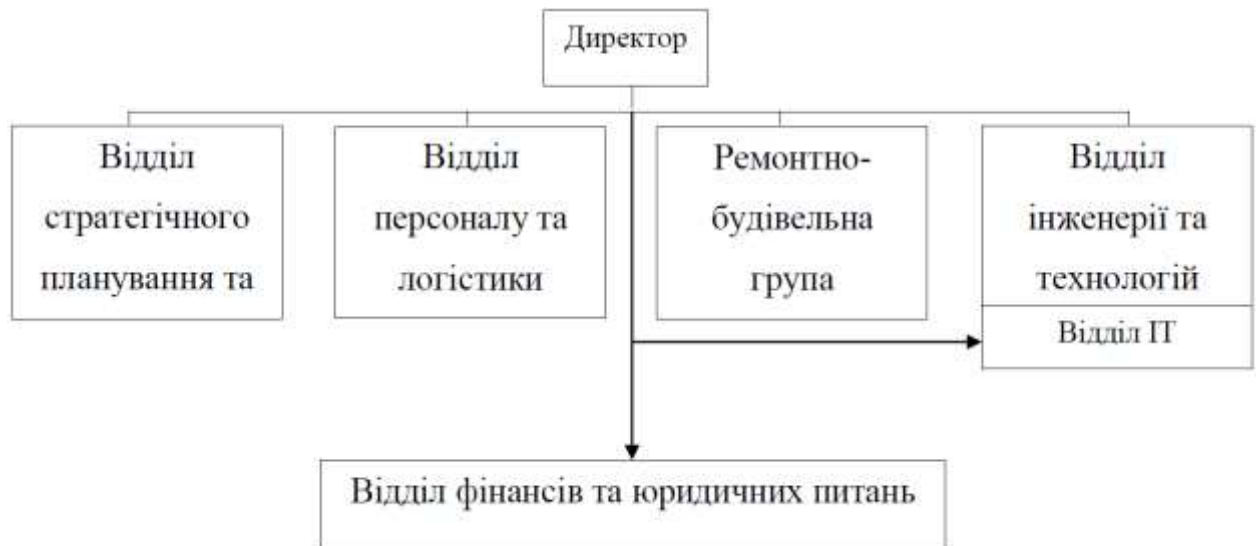 Директор
Відділ
стратегічного
планування та
Відділ
персоналу та
логістики
Ремонтно-
будівельна
група
Відділ
інженерії та
технологій
Відділ ІТ
Відділ фінансів та юридичних питань